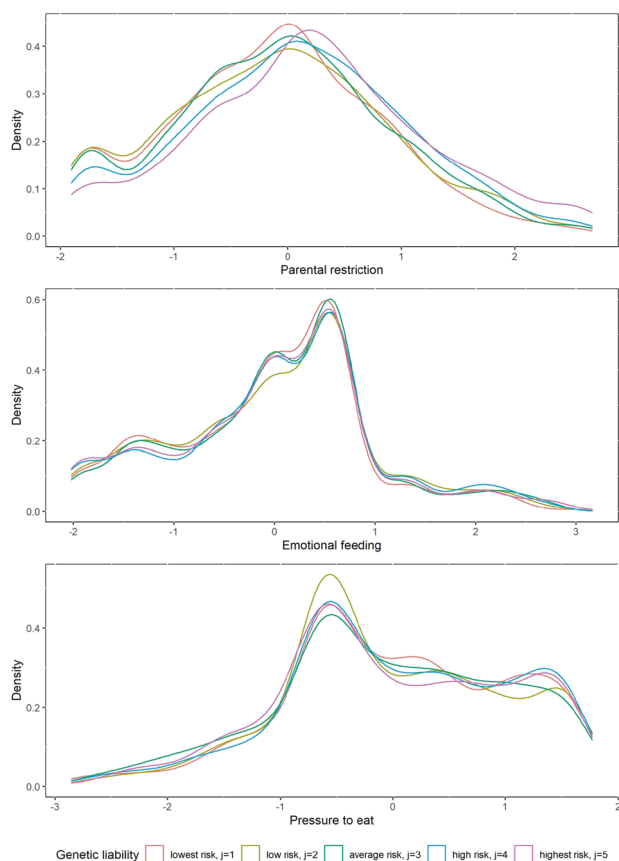 0.4
0.3
0.2
0.1
0.0
Density
-2 -1 0 1 2
Parental restriction
0.6
0.4
0.2
0.0
Density
-2 -1 0 1 2 3
Emotional feeding
0.4
0.2
0.0
Density
-3 -2 -1 0 1 2
Pressure to eat
Genetic liability lowest risk, j=1 low risk, j=2 average risk, j=3 high risk, j=4 highest risk, j=5